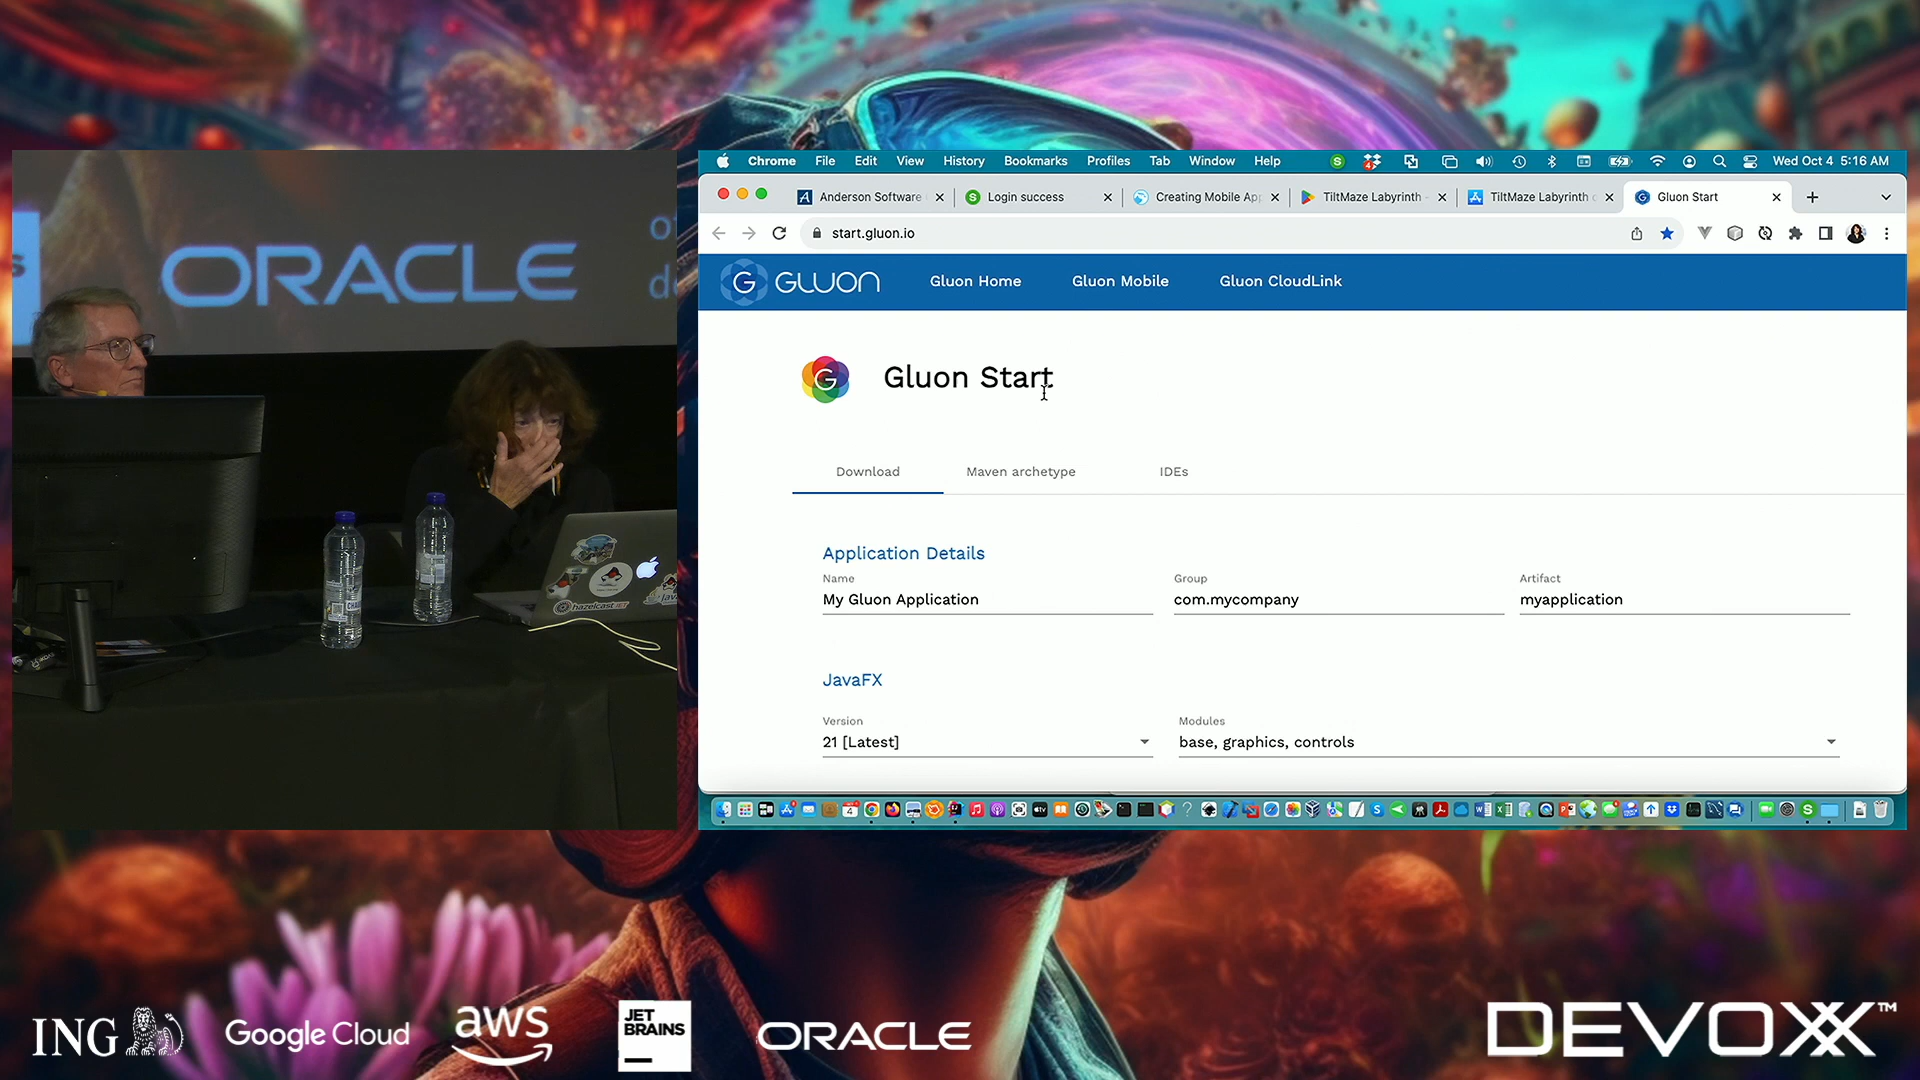 ORACLE
Chrome File Edit View History Bookmarks Profiles Tab Window Help Wed Oct 4 5:16 AM
Anderson Software
Login success
Creating Mobile Ap
TiltMaze Labyrinth
TiltMaze Labyrinth
Gluon Start
start.gluon.io
GLUON
Gluon Home
Gluon Mobile
Gluon CloudLink
Gluon Start
Download
Maven archetype
IDEs
Application Details
Name
My Gluon Application
Group
com.mycompany
Artifact
myapplication
JavaFX
Version
21 [Latest]
Modules
base, graphics, controls
hazelcast JET
ING
Google Cloud
aws
JET
BRAINS
ORACLE
DEVOXX™